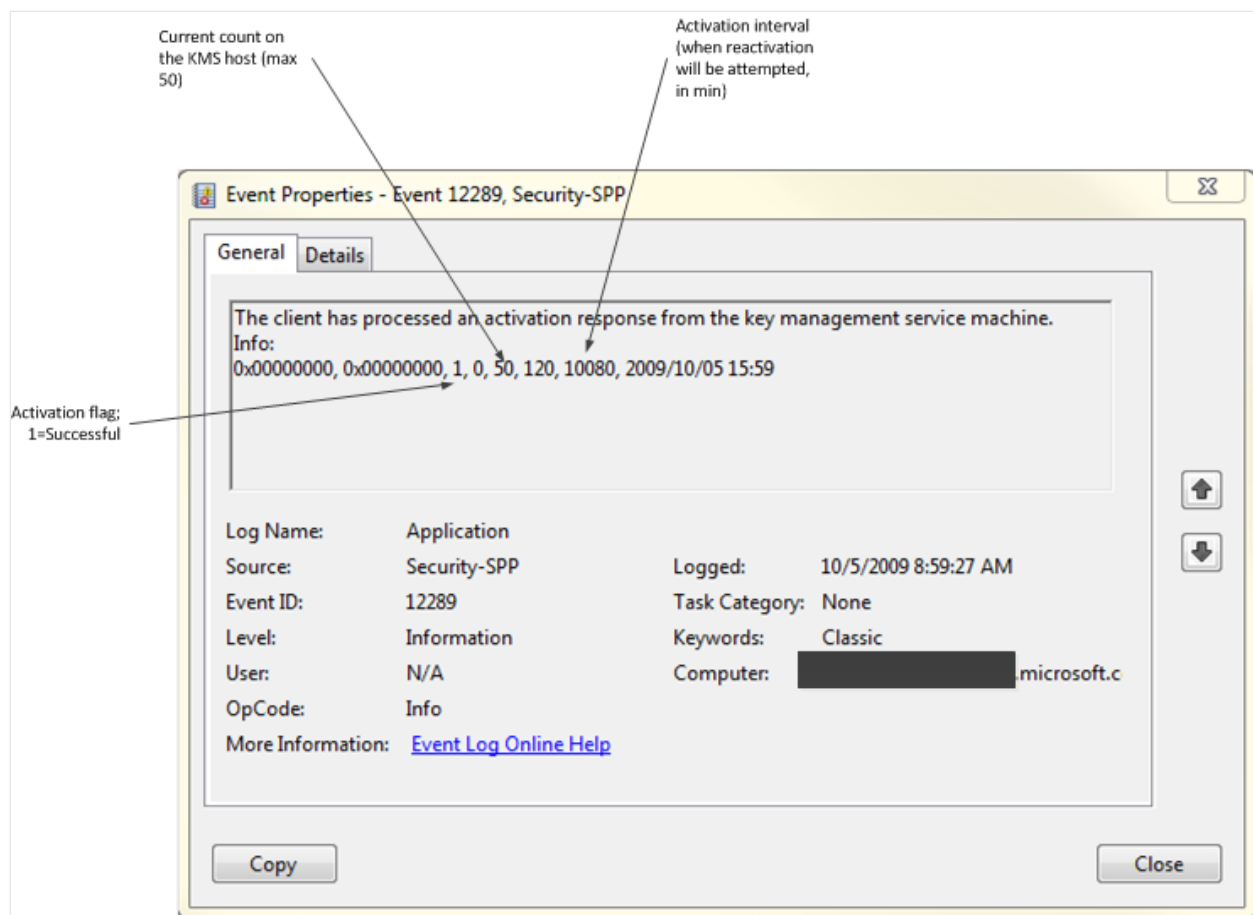 Current count on
the KMS host (max
50)
Activation interval
(when reactivation
will be attempted,
in min)
Event Properties - Event 12289, Security-SPP
General Details
The client has processed an activation response from the key management service machine.
Info:
0x00000000, 0x00000000, 1, 0, 50, 120, 10080, 2009/10/05 15:59
Activation flag;
1=Successful
Log Name: Application
Source: Security-SPP Logged: 10/5/2009 8:59:27 AM
Event ID: 12289 Task Category: None
Level: Information Keywords: Classic
User: N/A Computer: .microsoft.c
OpCode: Info
More Information: Event Log Online Help
Copy Close